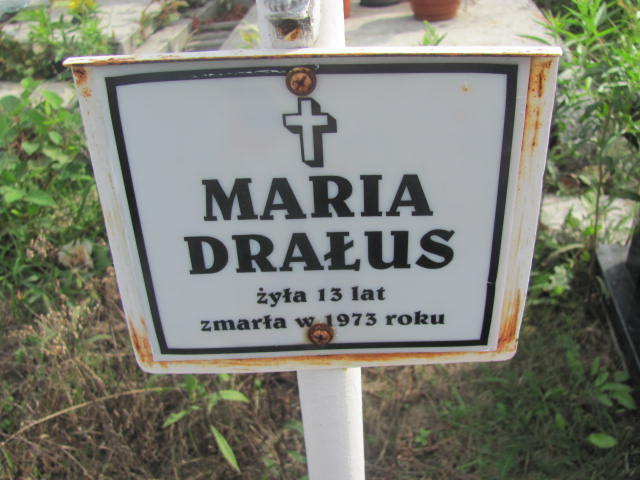 MARIA
DRAŁUS
żyła 13 lat
zmarła w 1973 roku